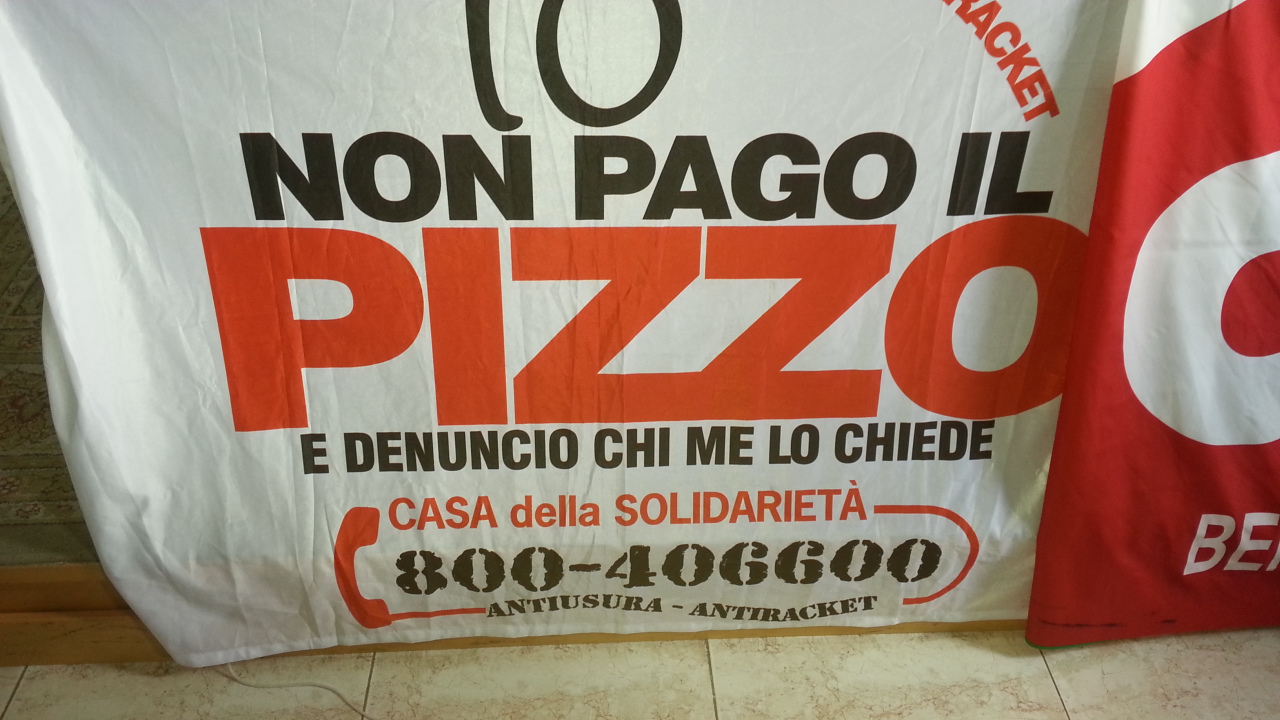 RACKET
NON PAGO IL
PIZZO
E DENUNCIO CHI ME LO CHIEDE
CASA della SOLIDARIETÀ
800-406600
ANTIUSURA - ANTIRACKET